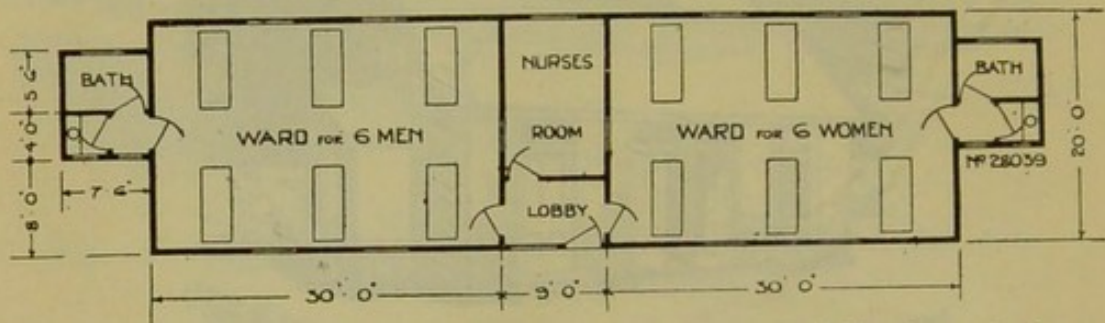 NURSES
BATH
BATH
WARD FOR 6 MEN
ROOM
WARD FOR 6 WOMEN
LOBBY
Nº 28039
5' 6"
4' 0"
8' 0"
7' 6"
20' 0"
30' 0"
9' 0"
30' 0"